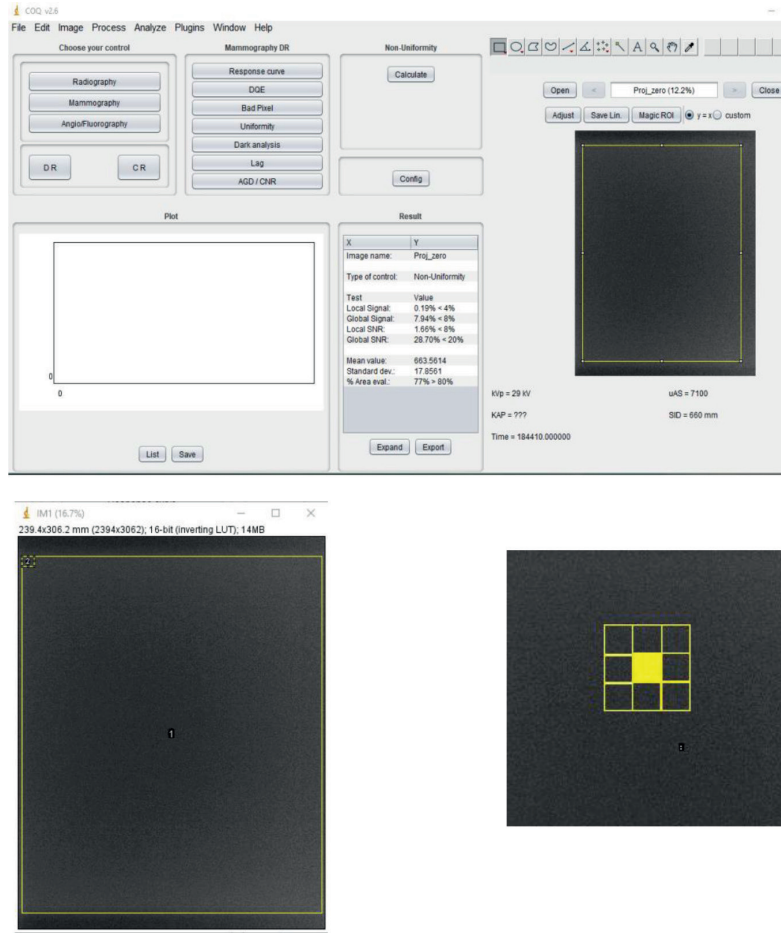 COQ v2.6
File Edit Image Process Analyze Plugins Window Help
Choose your control
Radiography
Mammography
Angio/Fluorography
D R
C R
Mammography DR
Response curve
DQE
Bad Pixel
Uniformity
Dark analysis
Lag
AGD / CNR
Non-Uniformity
Calculate
Config
Open < Proj_zero (12.2%) > Close
Adjust Save Lin. Magic ROI y = x custom
Plot
0
0
List Save
Result
X Y
Image name: Proj_zero
Type of control: Non-Uniformity
Test Value
Local Signal: 0.19% < 4%
Global Signal: 7.94% < 8%
Local SNR: 1.66% < 8%
Global SNR: 28.70% < 20%
Mean value: 663.5614
Standard dev.: 17.8561
% Area eval.: 77% > 80%
Expand Export
kVp = 29 kV uAS = 7100
KAP = ??? SID = 660 mm
Time = 184410.000000
IM1 (16.7%)
239.4x306.2 mm (2394x3062); 16-bit (inverting LUT); 14MB
1